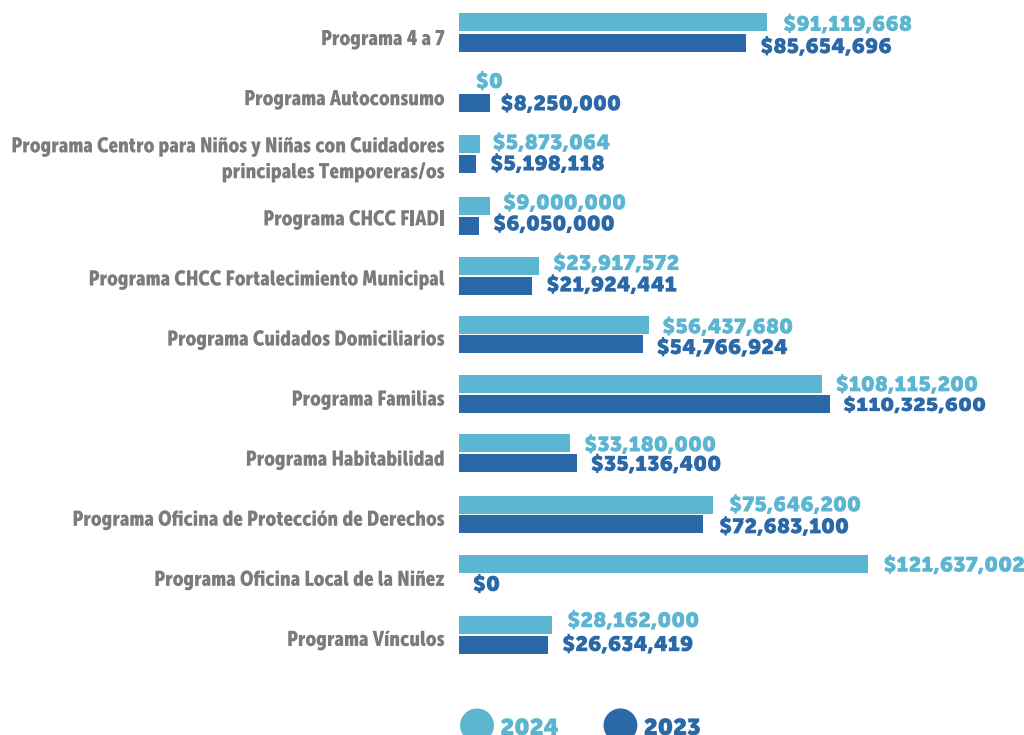 Programa 4 a 7
$91,119,668
$85,654,696
Programa Autoconsumo
$0
$8,250,000
Programa Centro para Niños y Niñas con Cuidadores
principales Temporeras/os
$5,873,064
$5,198,118
Programa CHCC FIADI
$9,000,000
$6,050,000
Programa CHCC Fortalecimiento Municipal
$23,917,572
$21,924,441
Programa Cuidados Domiciliarios
$56,437,680
$54,766,924
Programa Familias
$108,115,200
$110,325,600
Programa Habitabilidad
$33,180,000
$35,136,400
Programa Oficina de Protección de Derechos
$75,646,200
$72,683,100
Programa Oficina Local de la Niñez
$121,637,002
$0
Programa Vínculos
$28,162,000
$26,634,419
2024
2023